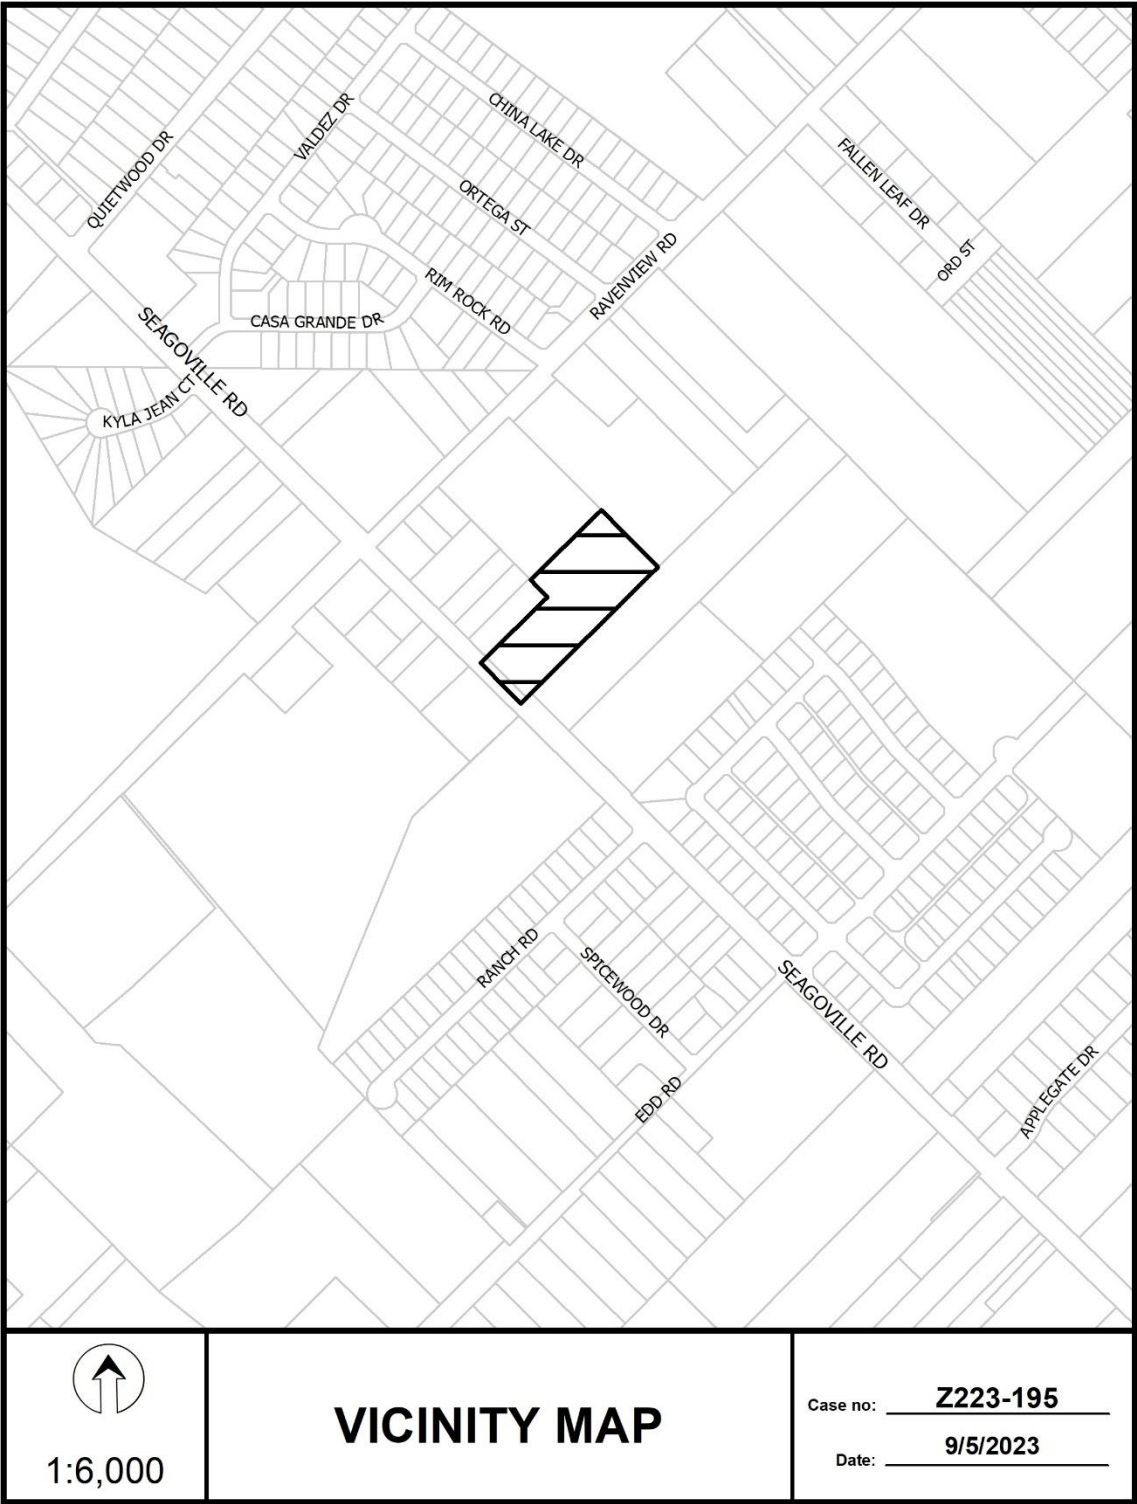 CHINA LAKE DR
VALDEZ DR
QUIETWOOD DR
FALLEN LEAF DR
ORTEGA ST
ORD ST
RAVENVIEW RD
RIM ROCK RD
CASA GRANDE DR
SEAGOVILLE RD
KYLA JEAN CT
RANCH RD
SPICEWOOD DR
SEAGOVILLE RD
EDD RD
APPLEGATE DR
1:6,000
VICINITY MAP
Case no: Z223-195
Date: 9/5/2023